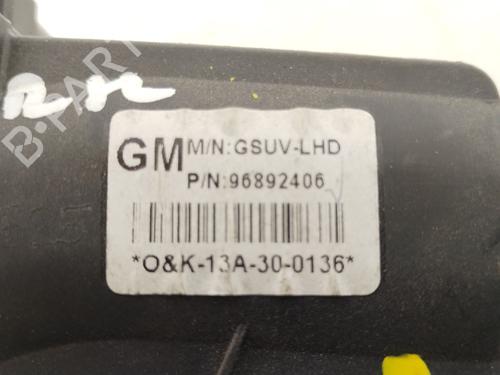 B-PARTS
GM M/N:GSUV-LHD
P/N:96892406
*O&K-13A-30-0136*